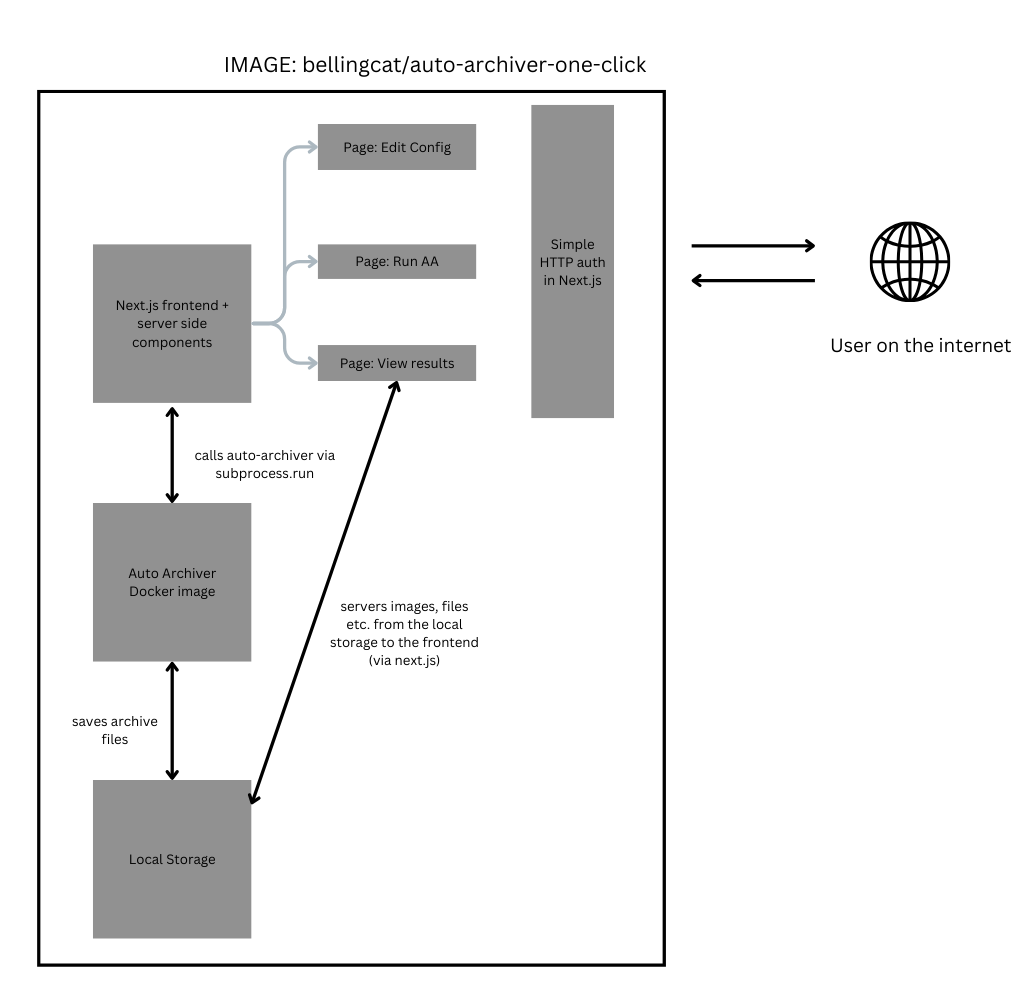 IMAGE: bellingcat/auto-archiver-one-click
Page: Edit Config
Page: Run AA
Page: View results
Simple
HTTP auth
in Next.js
User on the internet
Next.js frontend +
server side
components
calls auto-archiver via
subprocess.run
Auto Archiver
Docker image
servers images, files
etc. from the local
storage to the frontend
(via next.js)
saves archive
files
Local Storage